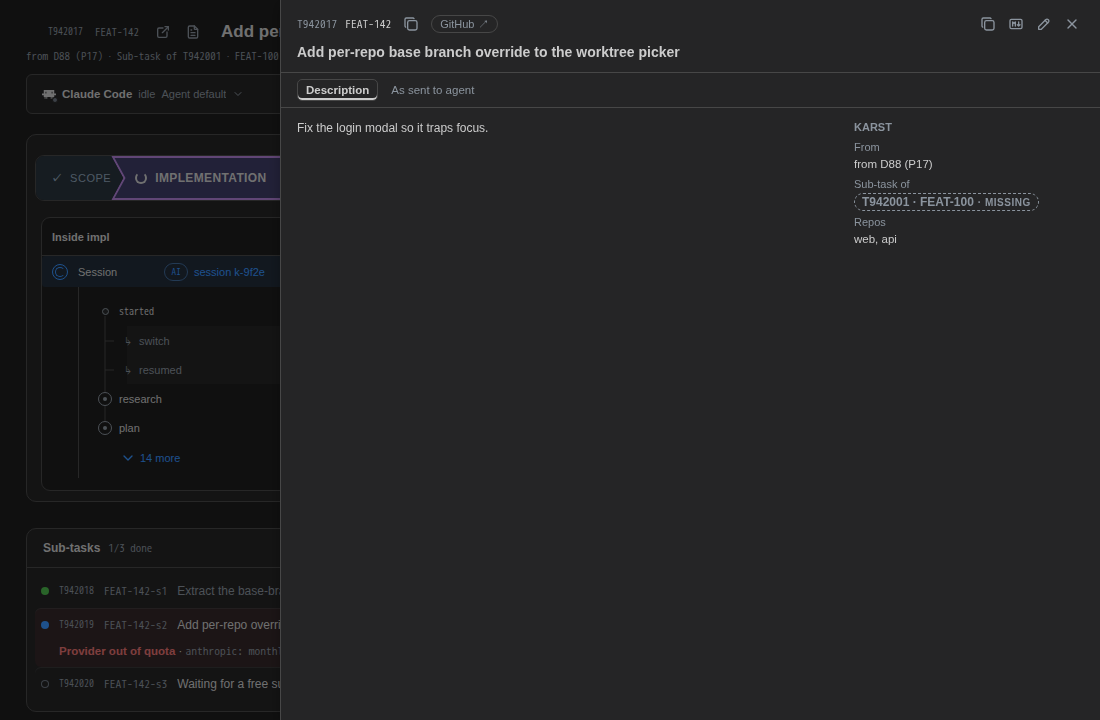 T942017 FEAT-142
Add pe
from D88 (P17) · Sub-task of T942001 · FEAT-100
Claude Code idle Agent default
✓ SCOPE
IMPLEMENTATION
Inside impl
Session AI session k-9f2e
started
↳ switch
↳ resumed
research
plan
14 more
Sub-tasks 1/3 done
T942018 FEAT-142-s1 Extract the base-br
T942019 FEAT-142-s2 Add per-repo overri
Provider out of quota · anthropic: month
T942020 FEAT-142-s3 Waiting for a free su
T942017 FEAT-142 GitHub ↗
Add per-repo base branch override to the worktree picker
Description As sent to agent
Fix the login modal so it traps focus.
KARST
From
from D88 (P17)
Sub-task of
T942001 · FEAT-100 · MISSING
Repos
web, api